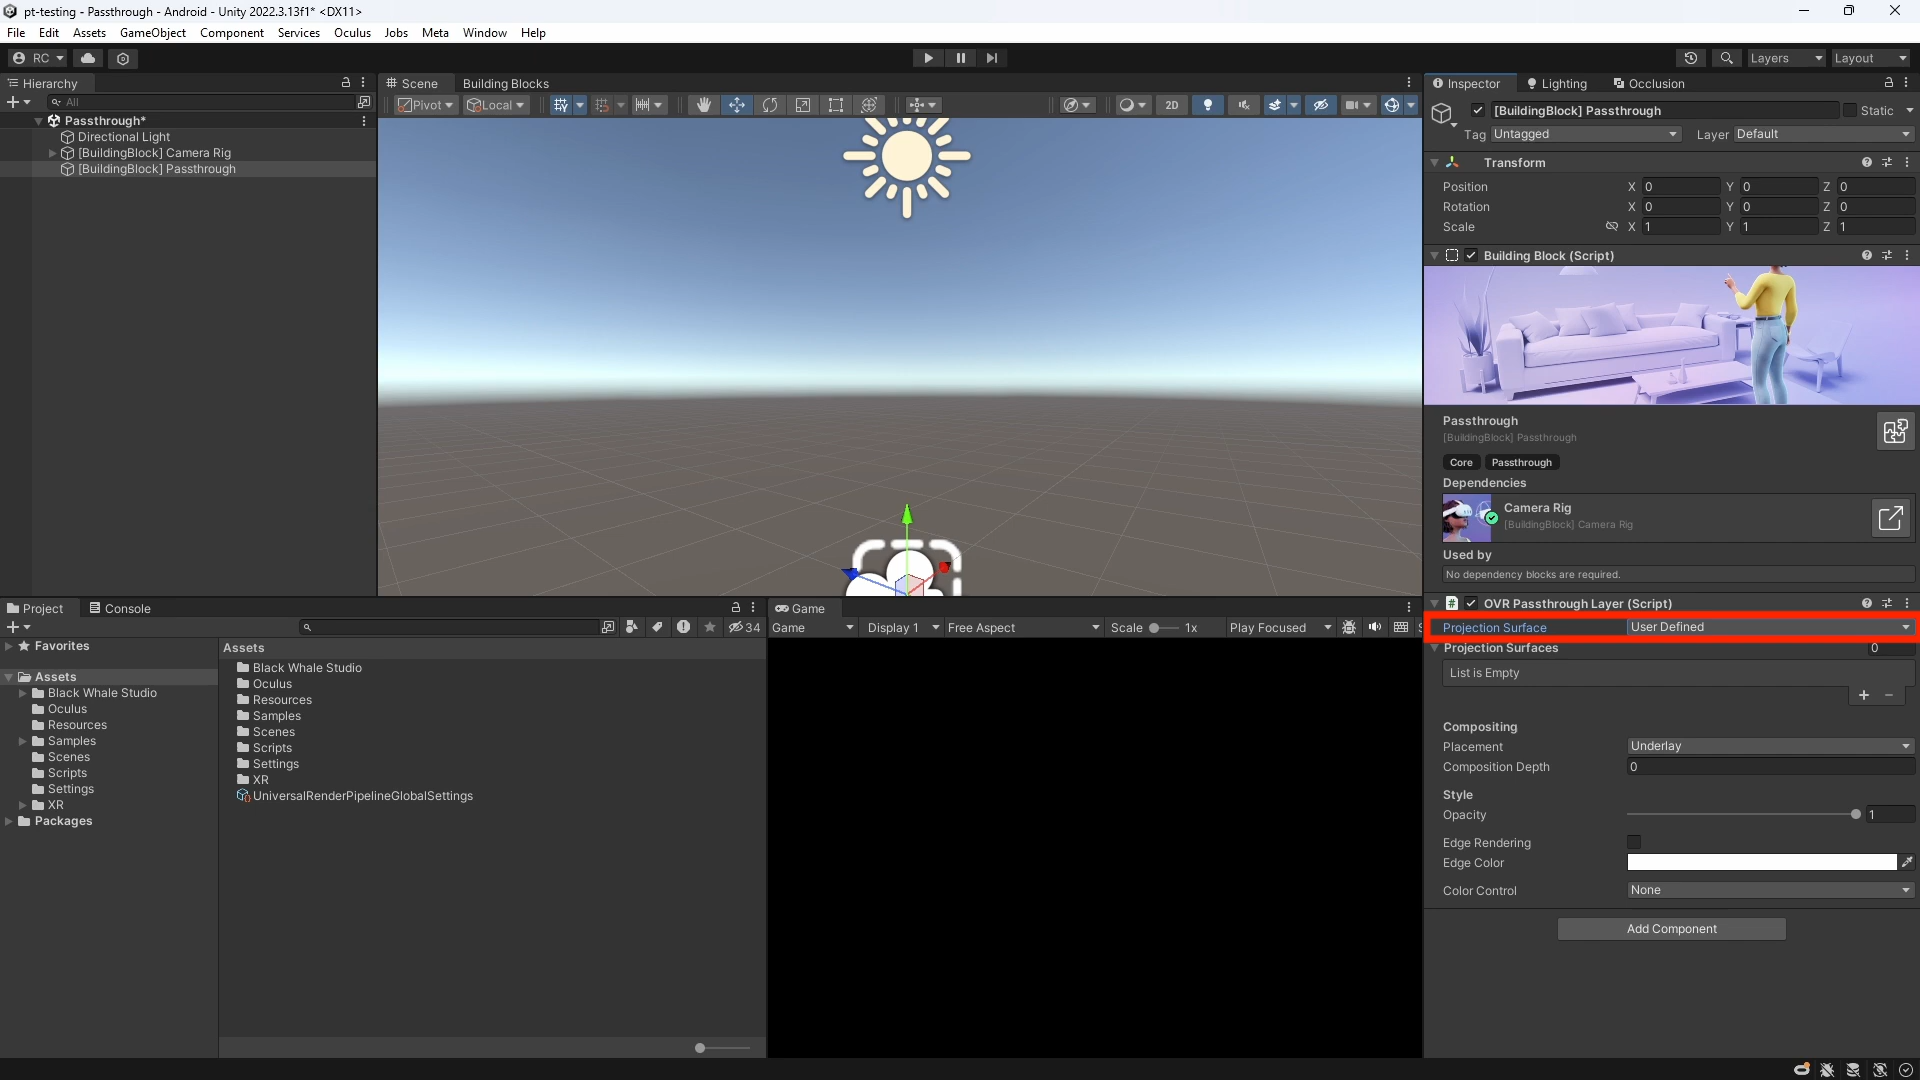 pt-testing - Passthrough - Android - Unity 2022.3.13f1* <DX11>
File Edit Assets GameObject Component Services Oculus Jobs Meta Window Help
RC
Layers Layout
Hierarchy
All
Passthrough*
Directional Light
[BuildingBlock] Camera Rig
[BuildingBlock] Passthrough
Scene Building Blocks
Pivot Local 2D
Inspector Lighting Occlusion
[BuildingBlock] Passthrough Static
Tag Untagged Layer Default
Transform
Position X 0 Y 0 Z 0
Rotation X 0 Y 0 Z 0
Scale X 1 Y 1 Z 1
Building Block (Script)
Passthrough
[BuildingBlock] Passthrough
Core Passthrough
Dependencies
Camera Rig
[BuildingBlock] Camera Rig
Used by
No dependency blocks are required.
OVR Passthrough Layer (Script)
Projection Surface User Defined
Projection Surfaces 0
List is Empty
Compositing
Placement Underlay
Composition Depth 0
Style
Opacity 1
Edge Rendering
Edge Color
Color Control None
Add Component
Project Console
34
Favorites
Assets
Black Whale Studio
Oculus
Resources
Samples
Scenes
Scripts
Settings
XR
Packages
Assets
Black Whale Studio
Oculus
Resources
Samples
Scenes
Scripts
Settings
XR
UniversalRenderPipelineGlobalSettings
Game
Game Display 1 Free Aspect Scale 1x Play Focused